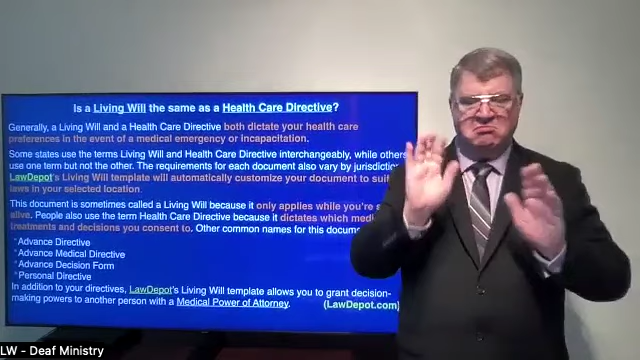 Is a Living Will the same as a Health Care Directive?
Generally, a Living Will and a Health Care Directive both dictate your health care
preferences in the event of a medical emergency or incapacitation.
Some states use the terms Living Will and Health Care Directive interchangeably, while others
use one term but not the other. The requirements for each document also vary by
LawDepot's Living Will template will automatically customize your document to suit
laws in your selected location.
This document is sometimes called a Living Will because it only applies while you're
alive. People also use the term Health Care Directive because it dictates which
treatments and decisions you consent to. Other common names for this
*Advance Directive
*Advance Medical Directive
*Advance Decision Form
*Personal Directive
In addition to your directives, LawDepot's Living Will template allows you to grant decision-
making powers to another person with a Medical Power of Attorney. (LawDepot.com)
LW - Deaf Ministry